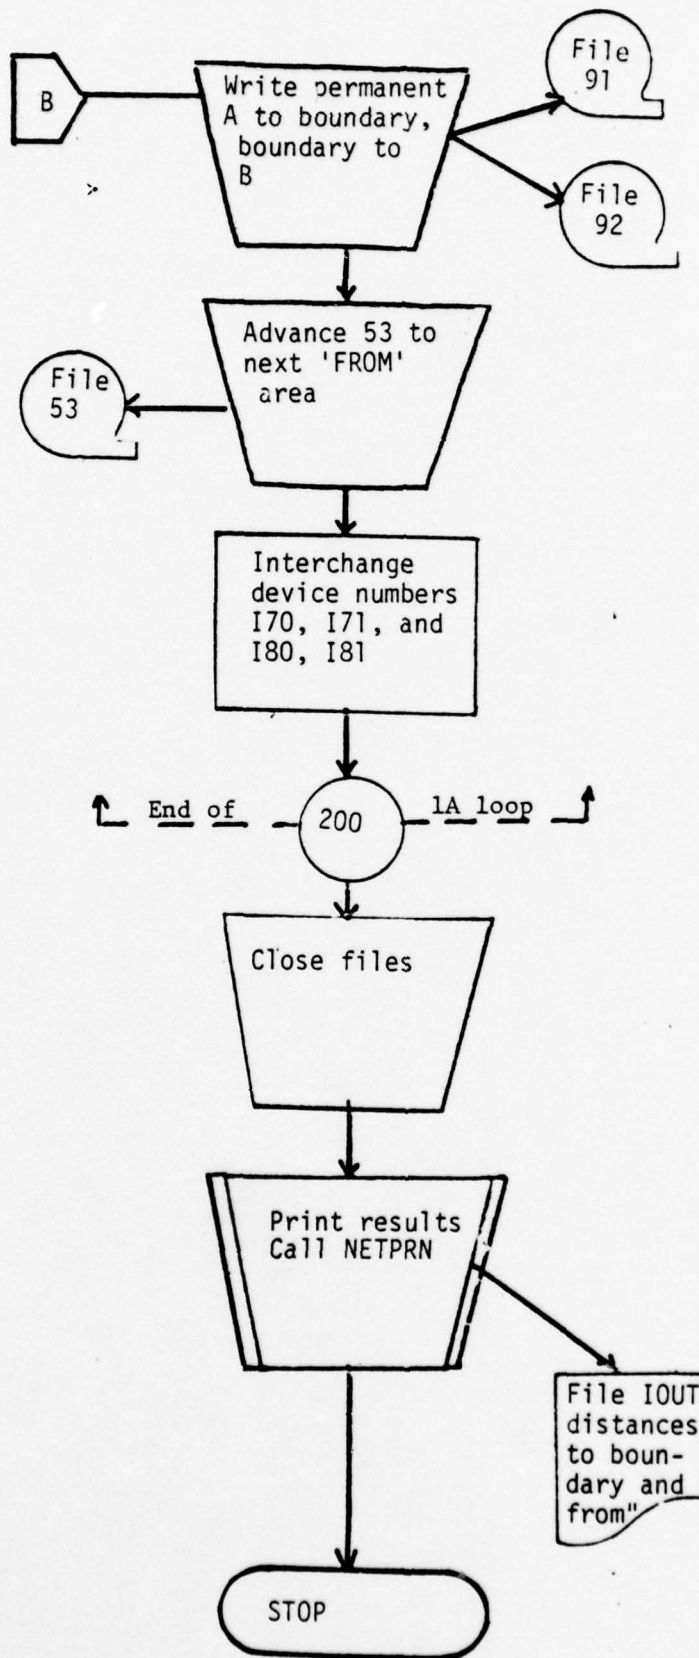 B
Write permanent
A to boundary,
boundary to
B
File
91
File
92
Advance 53 to
next 'FROM'
area
File
53
Interchange
device numbers
I70, I71, and
I80, I81
End of
200
1A loop
Close files
Print results
Call NETPRN
File IOUT
distances
to boun-
dary and
from"
STOP